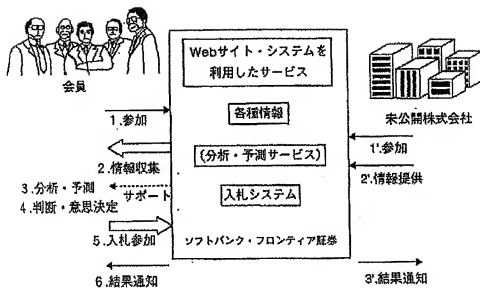 Webサイト・システムを
利用したサービス
会員
未公開株式会社
各種情報
1.参加
1'.参加
(分析・予測サービス)
2.情報収集
2'.情報提供
3.分析・予測
サポート
入札システム
4.判断・意思決定
5.入札参加
ソフトバンク・フロンティア証券
6.結果通知
3'.結果通知